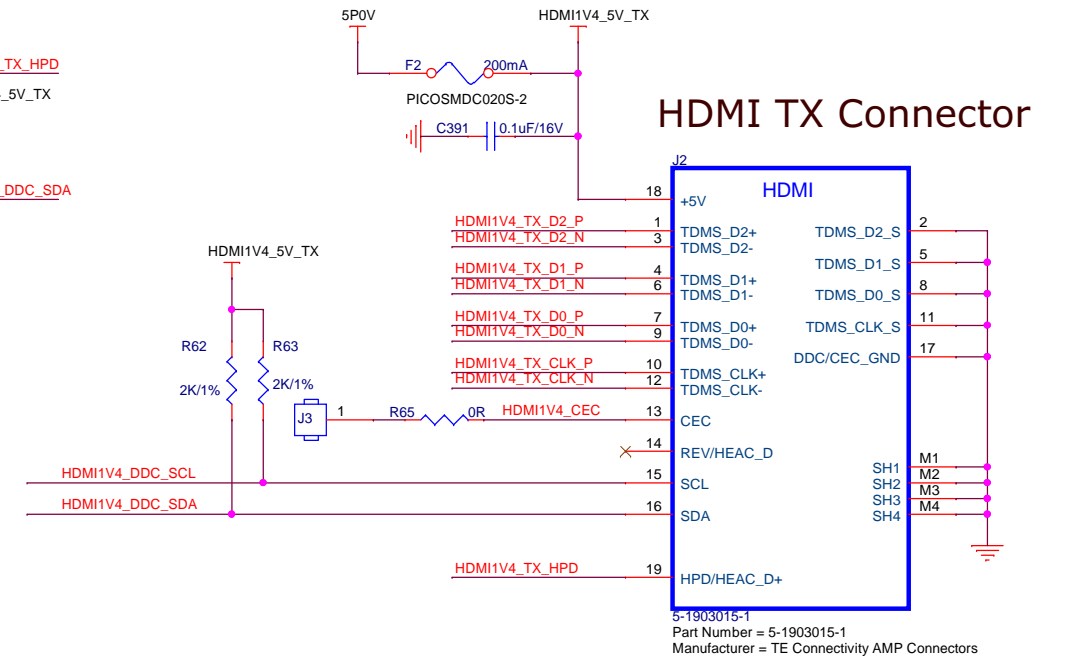 5P0V
HDMI1V4_5V_TX
_TX_HPD
F2
200mA
_5V_TX
PICOSMDC020S-2
HDMI TX Connector
C391
0.1uF/16V
J2
HDMI
_DDC_SDA
18
+5V
HDMI1V4_TX_D2_P
1
TDMS_D2+
TDMS_D2_S
2
HDMI1V4_TX_D2_N
3
TDMS_D2-
HDMI1V4_5V_TX
TDMS_D1_S
5
HDMI1V4_TX_D1_P
4
TDMS_D1+
HDMI1V4_TX_D1_N
6
TDMS_D1-
TDMS_D0_S
8
HDMI1V4_TX_D0_P
7
TDMS_D0+
TDMS_CLK_S
11
HDMI1V4_TX_D0_N
9
TDMS_D0-
R62
R63
DDC/CEC_GND
17
HDMI1V4_TX_CLK_P
10
TDMS_CLK+
HDMI1V4_TX_CLK_N
12
TDMS_CLK-
2K/1%
2K/1%
J3
1
R65
0R
HDMI1V4_CEC
13
CEC
14
REV/HEAC_D
SH1
M1
HDMI1V4_DDC_SCL
15
SCL
SH2
M2
SH3
M3
HDMI1V4_DDC_SDA
16
SDA
SH4
M4
HDMI1V4_TX_HPD
19
HPD/HEAC_D+
5-1903015-1
Part Number = 5-1903015-1
Manufacturer = TE Connectivity AMP Connectors